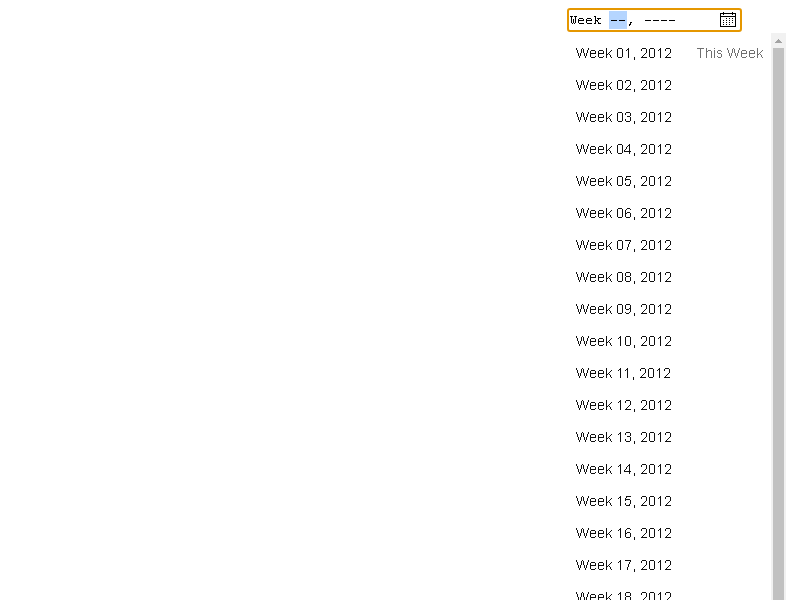 Week --, ----
Week 01, 2012 This Week
Week 02, 2012
Week 03, 2012
Week 04, 2012
Week 05, 2012
Week 06, 2012
Week 07, 2012
Week 08, 2012
Week 09, 2012
Week 10, 2012
Week 11, 2012
Week 12, 2012
Week 13, 2012
Week 14, 2012
Week 15, 2012
Week 16, 2012
Week 17, 2012
Week 18, 2012